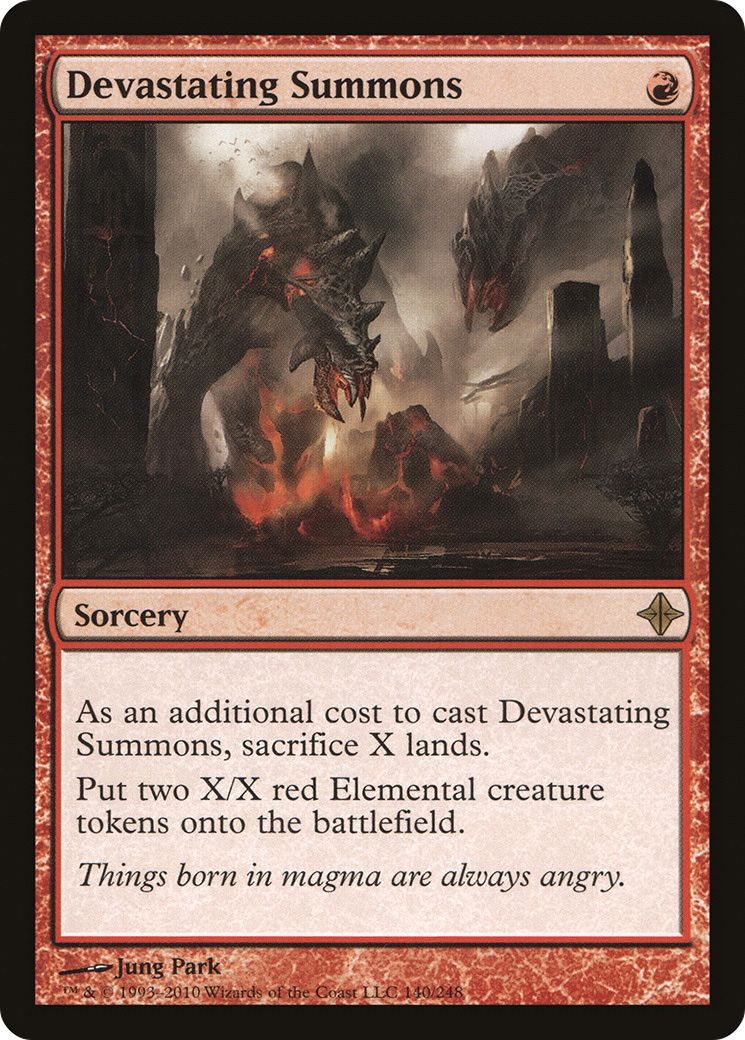 Devastating Summons
Sorcery
As an additional cost to cast Devastating
Summons, sacrifice X lands.
Put two X/X red Elemental creature
tokens onto the battlefield.
Things born in magma are always angry.
Jung Park
™ & © 1993–2010 Wizards of the Coast LLC 140/248